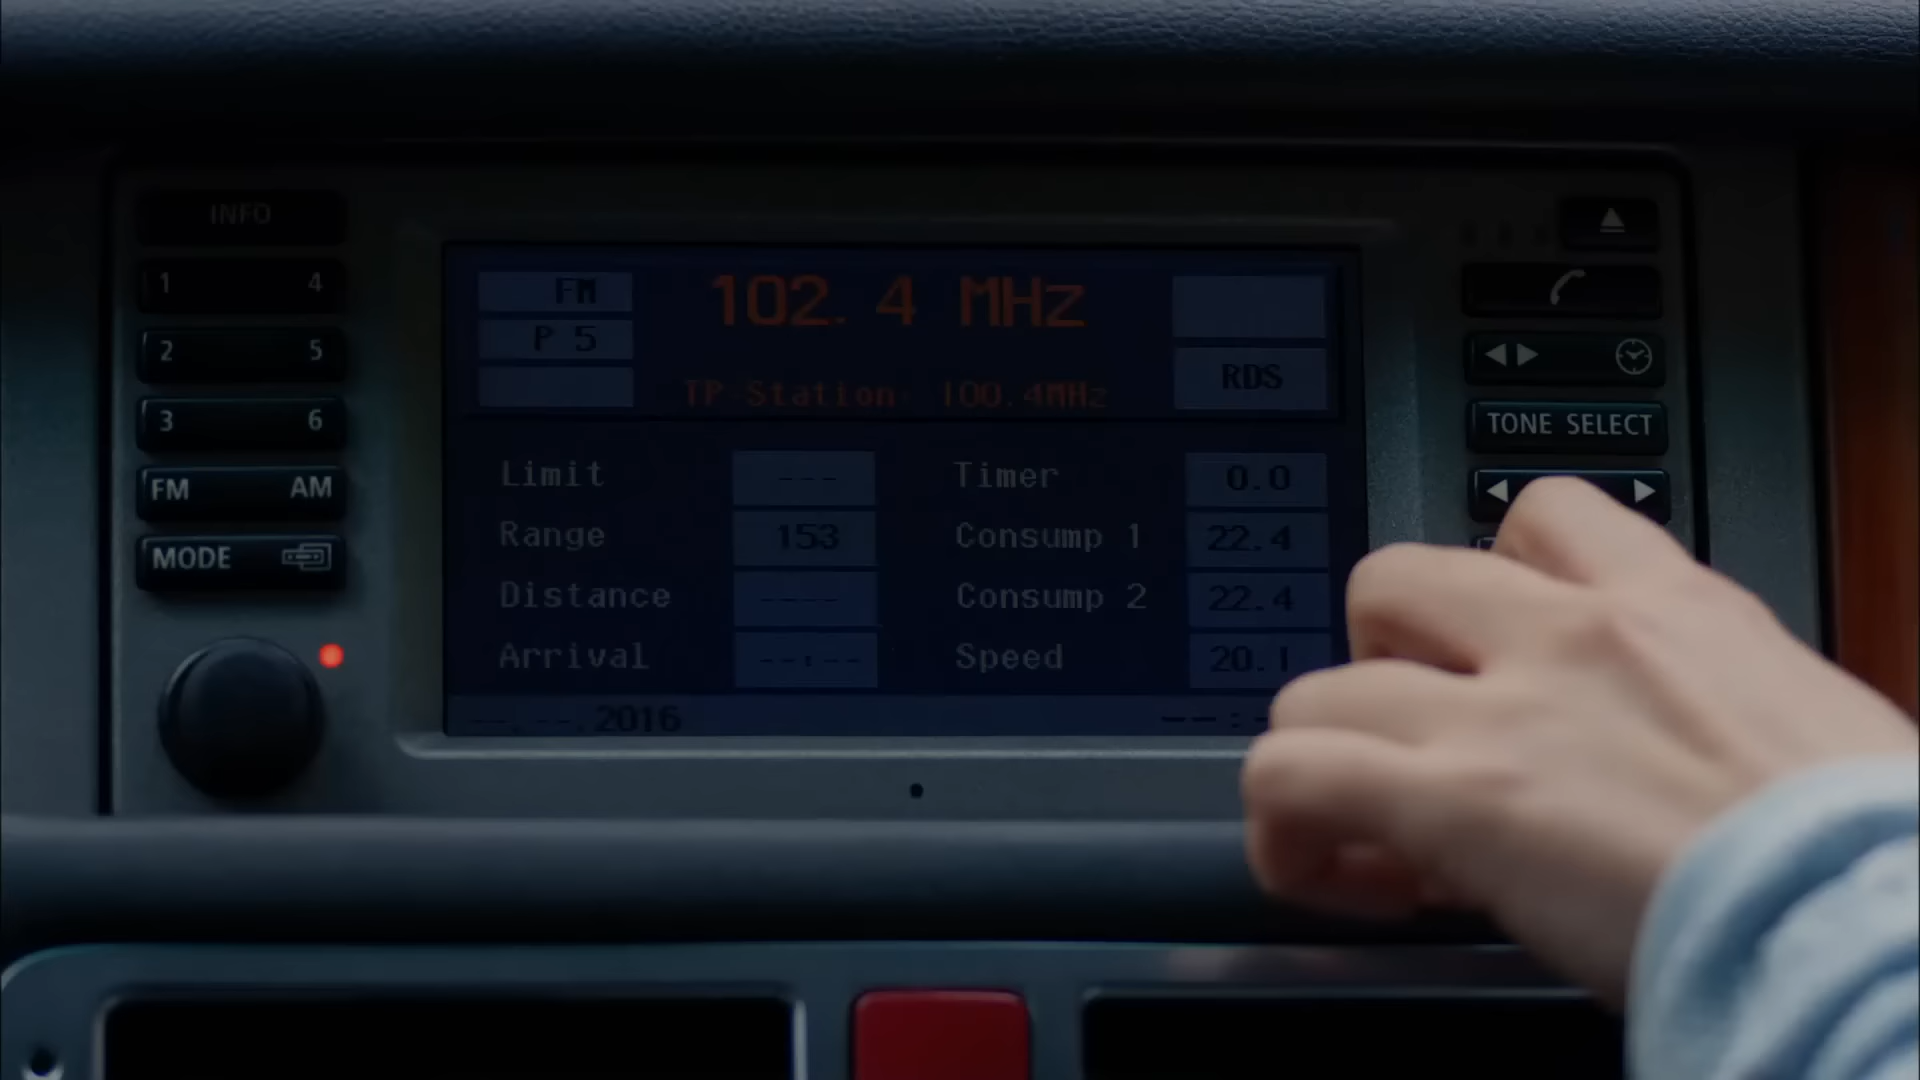 INFO
1 4
2 5
3 6
FM AM
MODE
FM
P 5
102.4 MHz
TP-Station: 100.4MHz
RDS
Limit ---
Range 153
Distance ----
Arrival --:--
Timer 0.0
Consump 1 22.4
Consump 2 22.4
Speed 20.1
--.--.2016
TONE SELECT